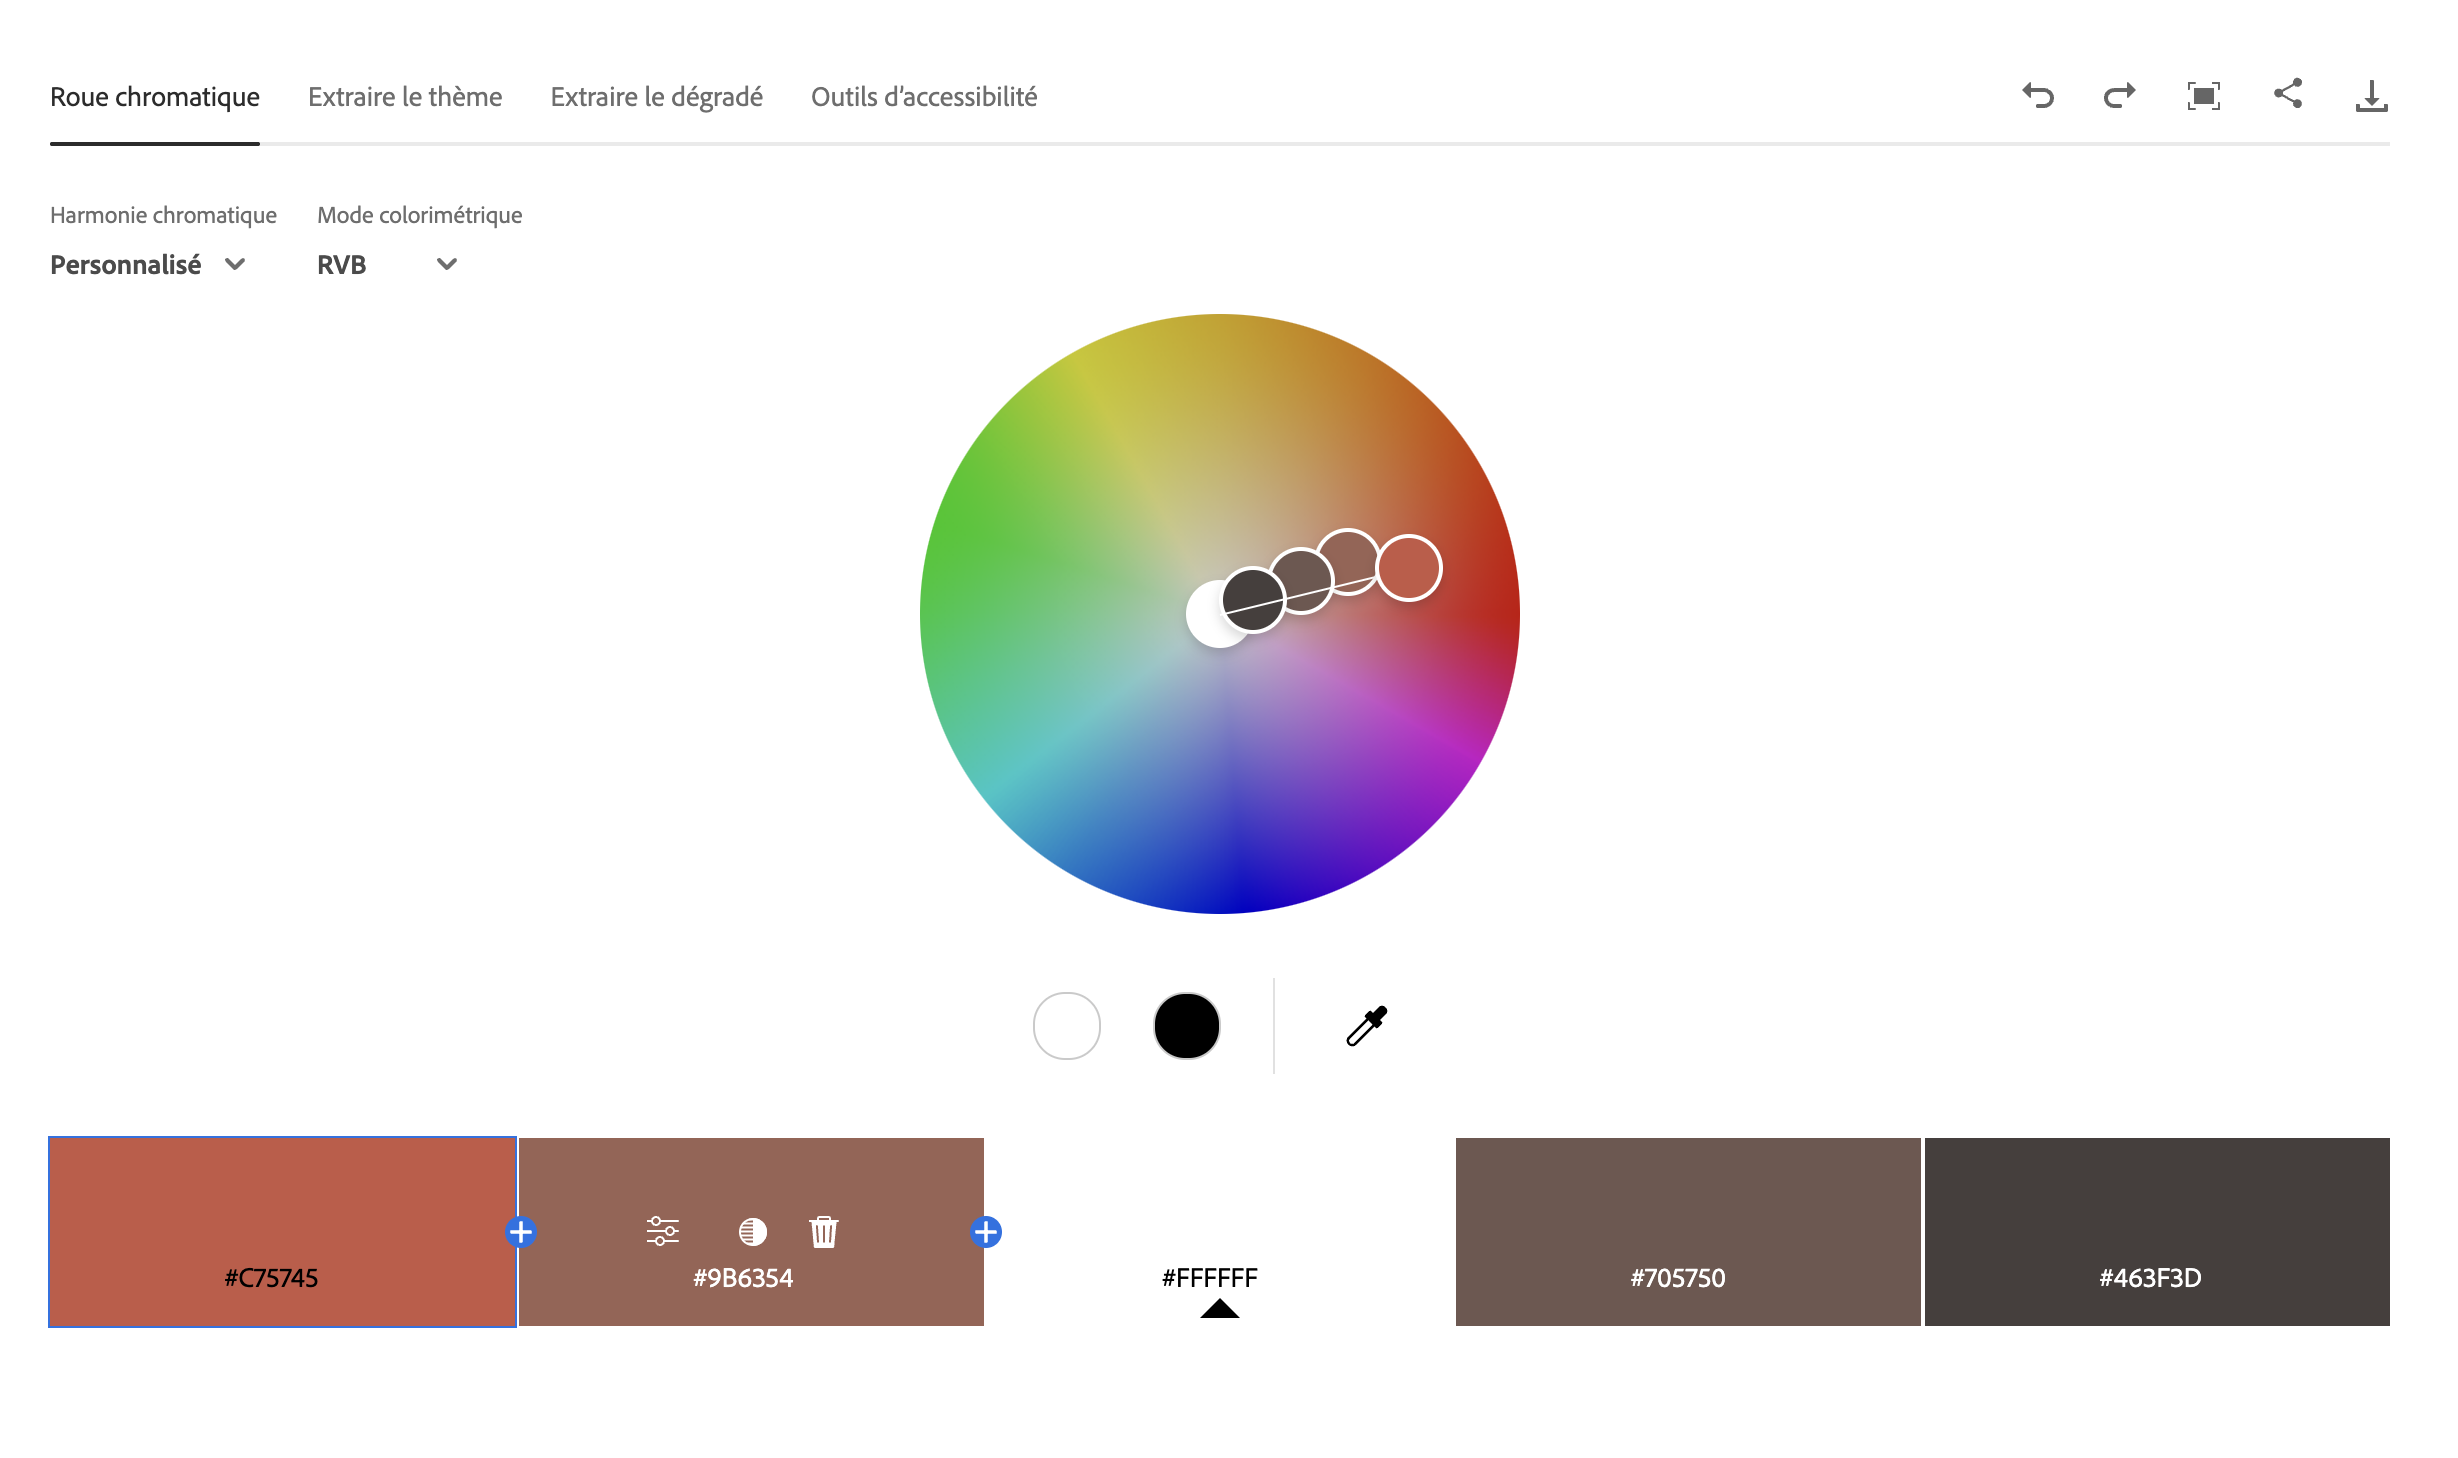 Roue chromatique Extraire le thème Extraire le dégradé Outils d’accessibilité
Harmonie chromatique Mode colorimétrique
Personnalisé RVB
#C75745 #9B6354 #FFFFFF #705750 #463F3D